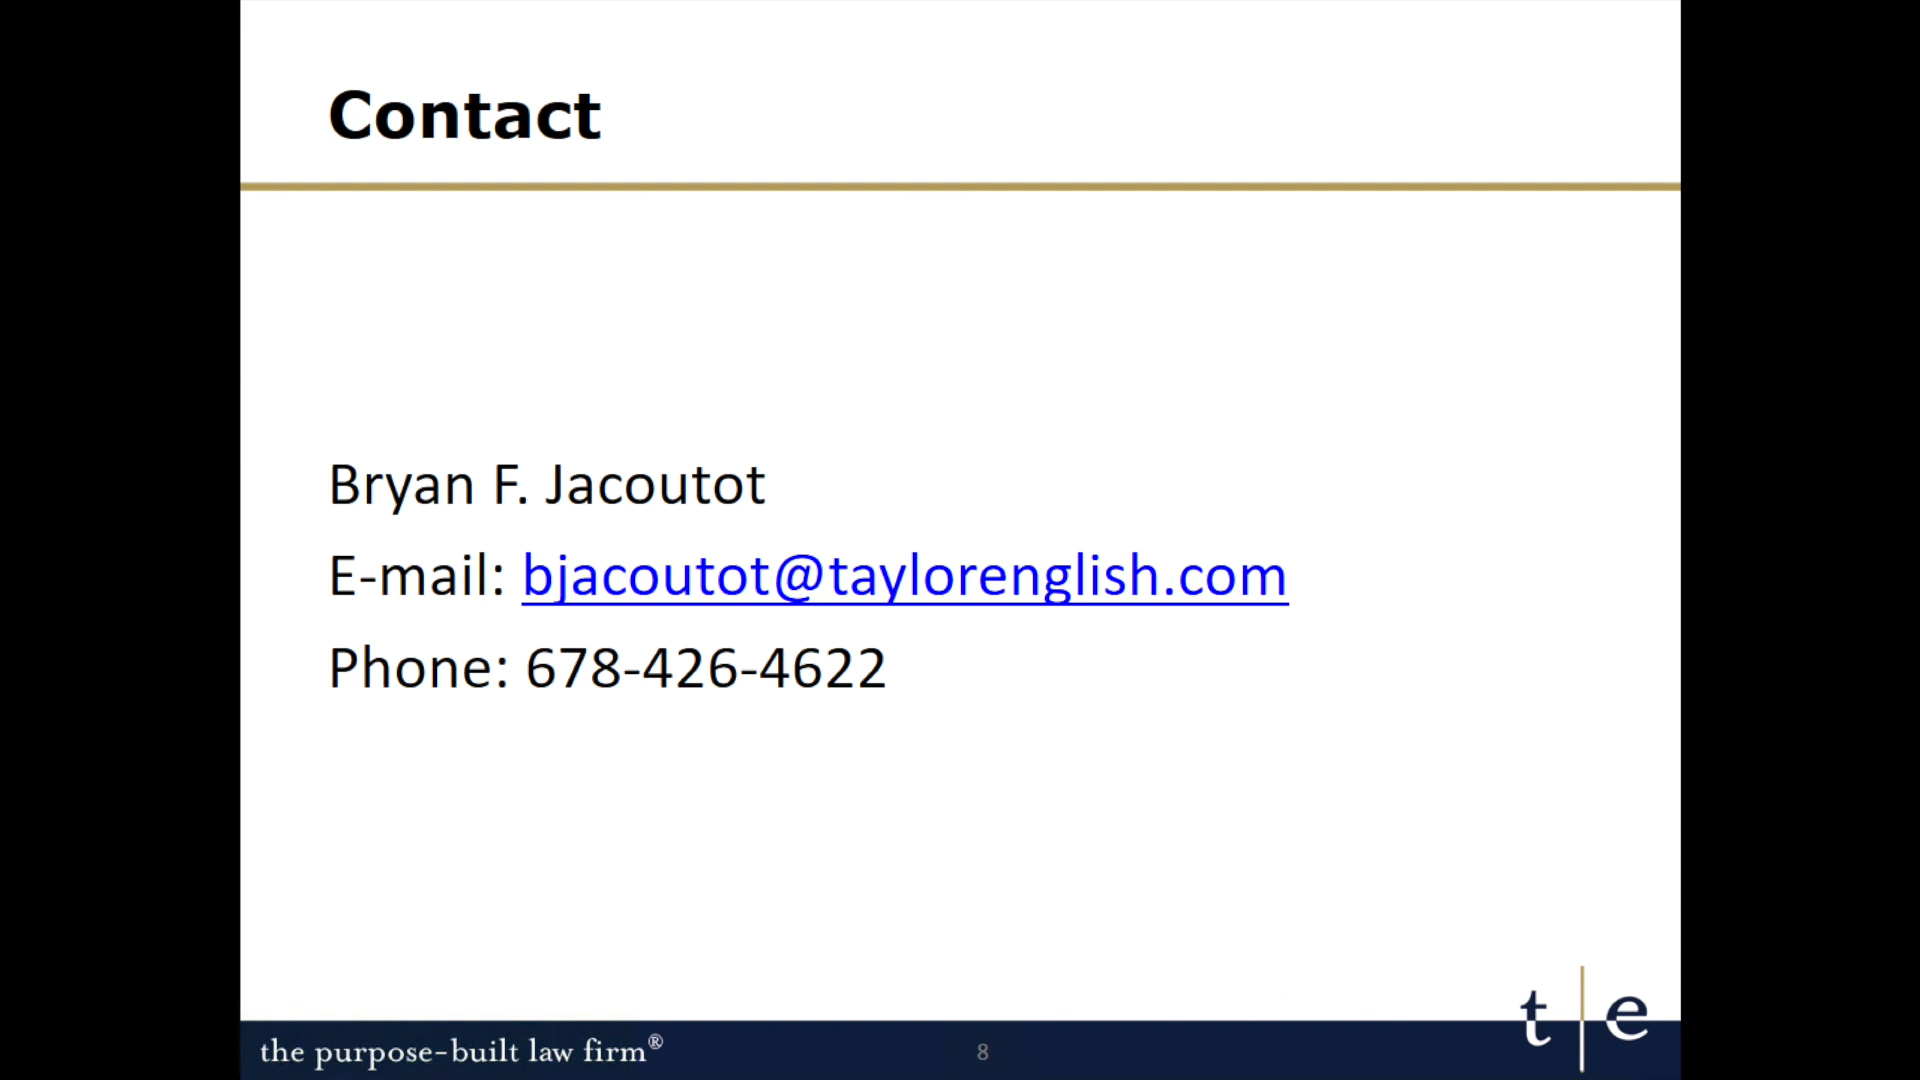 Contact
Bryan F. Jacoutot
E-mail: bjacoutot@taylorenglish.com
Phone: 678-426-4622
the purpose-built law firm®
8
t|e